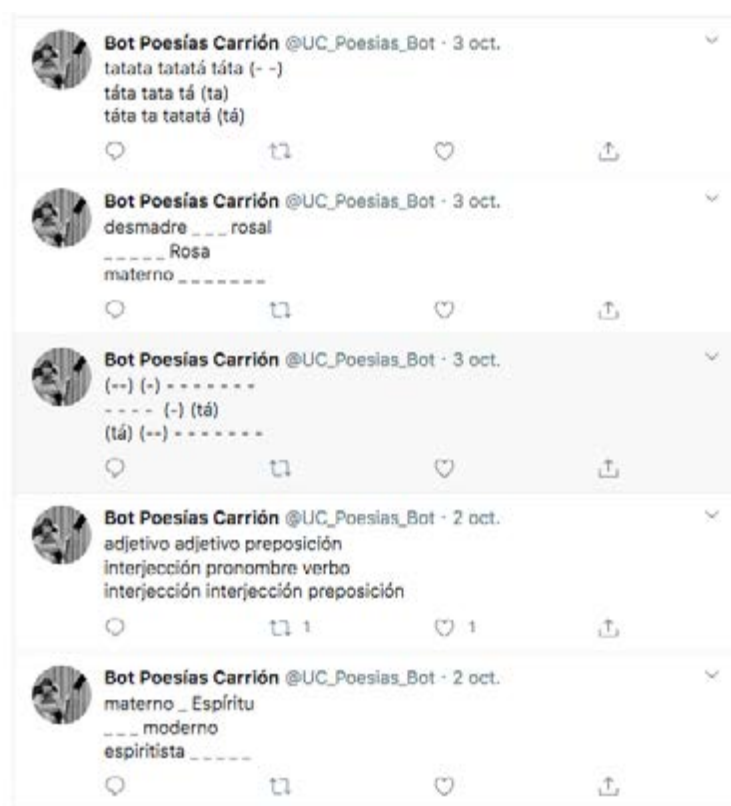 Bot Poesías Carrión @UC_Poesias_Bot · 3 oct.
tatata tatatá táta (- -)
táta tata tá (ta)
táta ta tatatá (tá)
Bot Poesías Carrión @UC_Poesias_Bot · 3 oct.
desmadre _ _ _ rosal
_ _ _ _ _ Rosa
materno _ _ _ _ _ _ _
Bot Poesías Carrión @UC_Poesias_Bot · 3 oct.
(--) (-) - - - - - - -
- - - - (-) (tá)
(tá) (--) - - - - - - -
Bot Poesías Carrión @UC_Poesias_Bot · 2 oct.
adjetivo adjetivo preposición
interjección pronombre verbo
interjección interjección preposición
1 1
Bot Poesías Carrión @UC_Poesias_Bot · 2 oct.
materno _ Espíritu
_ _ _ moderno
espiritista _ _ _ _ _